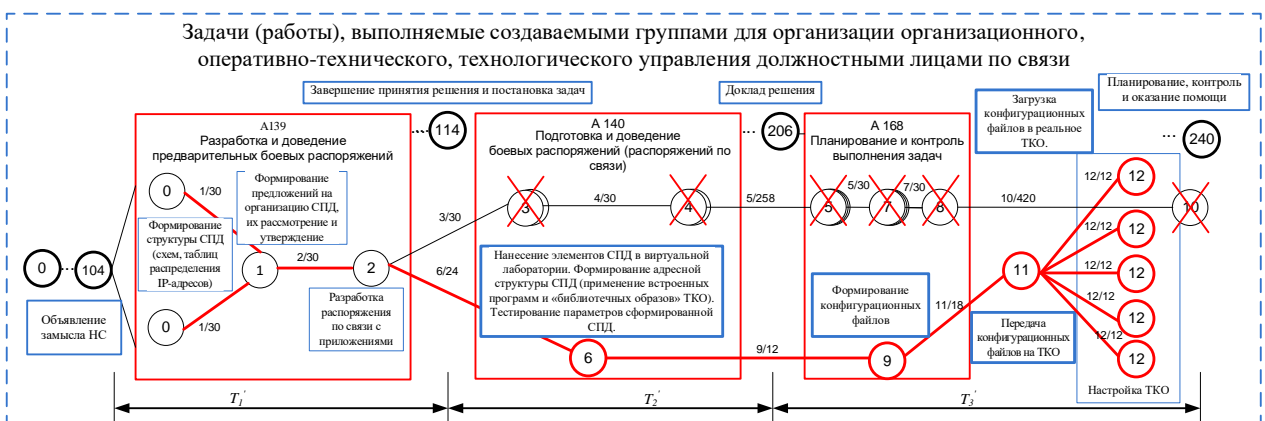 Задачи (работы), выполняемые создаваемыми группами для организации организационного,
оперативно-технического, технологического управления должностными лицами по связи
Завершение принятия решения и постановка задач
Доклад решения
Планирование, контроль
и оказание помощи
Загрузка
конфигурационных
файлов в реальное
ТКО.
А139
Разработка и доведение
предварительных боевых распоряжений
... 114
А 140
Подготовка и доведение
боевых распоряжений (распоряжений по
связи)
... 206
А 168
Планирование и контроль
выполнения задач
... 240
0
1/30
Формирование
предложений на
организацию СПД,
их рассмотрение и
утверждение
Формирование
структуры СПД
(схем, таблиц
распределения
IP-адресов)
0 ... 104
1
2/30
2
0
1/30
3/30
6/24
3
4/30
4
5/258
5
5/30
7
7/30
8
10/420
10
12/12
12
12/12
12
12/12
12
12/12
12
12/12
12
Объявление
замысла НС
Разработка
распоряжения
по связи с
приложениями
Нанесение элементов СПД в виртуальной
лаборатории. Формирование адресной
структуры СПД (применение встроенных
программ и «библиотечных образов» ТКО).
Тестирование параметров сформированной
СПД.
Формирование
конфигурационных
файлов
11/18
11
Передача
конфигурационных
файлов на ТКО
6
9/12
9
Настройка ТКО
T1'
T2'
T3'